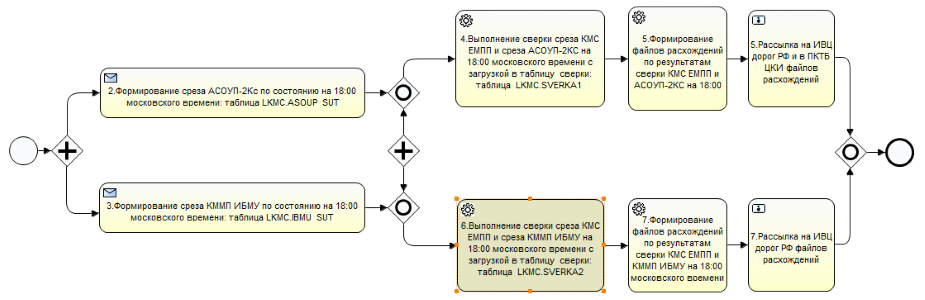 2.Формирование среза АСОУП-2Кс по состоянию на 18:00
московского времени: таблица LKMC.ASOUP_SUT
3.Формирование среза КММП ИБМУ по состоянию на 18:00
московского времени: таблица LKMC.IBMU_SUT
4.Выполнение сверки среза КМС
ЕМПП и среза АСОУП-2КС на
18:00 московского времени с
загрузкой в таблицу сверки:
таблица LKMC.SVERKA1
5.Формирование
файлов расхождений
по результатам
сверки КМС ЕМПП и
АСОУП-2КС на 18:00
5.Рассылка на ИВЦ
дорог РФ и в ПКТБ
ЦКИ файлов
расхождений
6.Выполнение сверки среза КМС
ЕМПП и среза КММП ИБМУ на
18:00 московского времени с
загрузкой в таблицу сверки:
таблица LKMC.SVERKA2
7.Формирование
файлов расхождений
по результатам
сверки КМС ЕМПП и
КММП ИБМУ на 18:00
московского времени
7.Рассылка на ИВЦ
дорог РФ файлов
расхождений